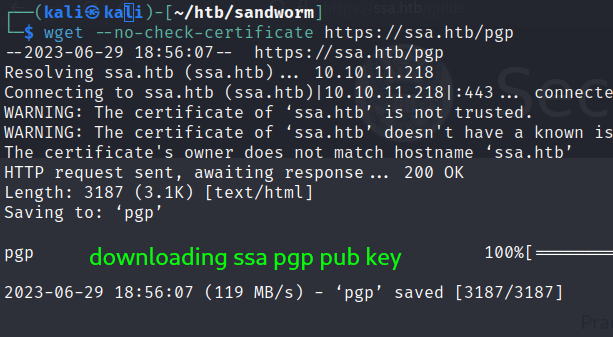 ┌──(kali㉿kali)-[~/htb/sandworm]
└─$ wget --no-check-certificate https://ssa.htb/pgp
--2023-06-29 18:56:07--  https://ssa.htb/pgp
Resolving ssa.htb (ssa.htb)... 10.10.11.218
Connecting to ssa.htb (ssa.htb)|10.10.11.218|:443... connecte
WARNING: The certificate of ‘ssa.htb’ is not trusted.
WARNING: The certificate of ‘ssa.htb’ doesn't have a known is
The certificate's owner does not match hostname ‘ssa.htb’
HTTP request sent, awaiting response... 200 OK
Length: 3187 (3.1K) [text/html]
Saving to: ‘pgp’
pgp 100%[==========
downloading ssa pgp pub key
2023-06-29 18:56:07 (119 MB/s) - ‘pgp’ saved [3187/3187]